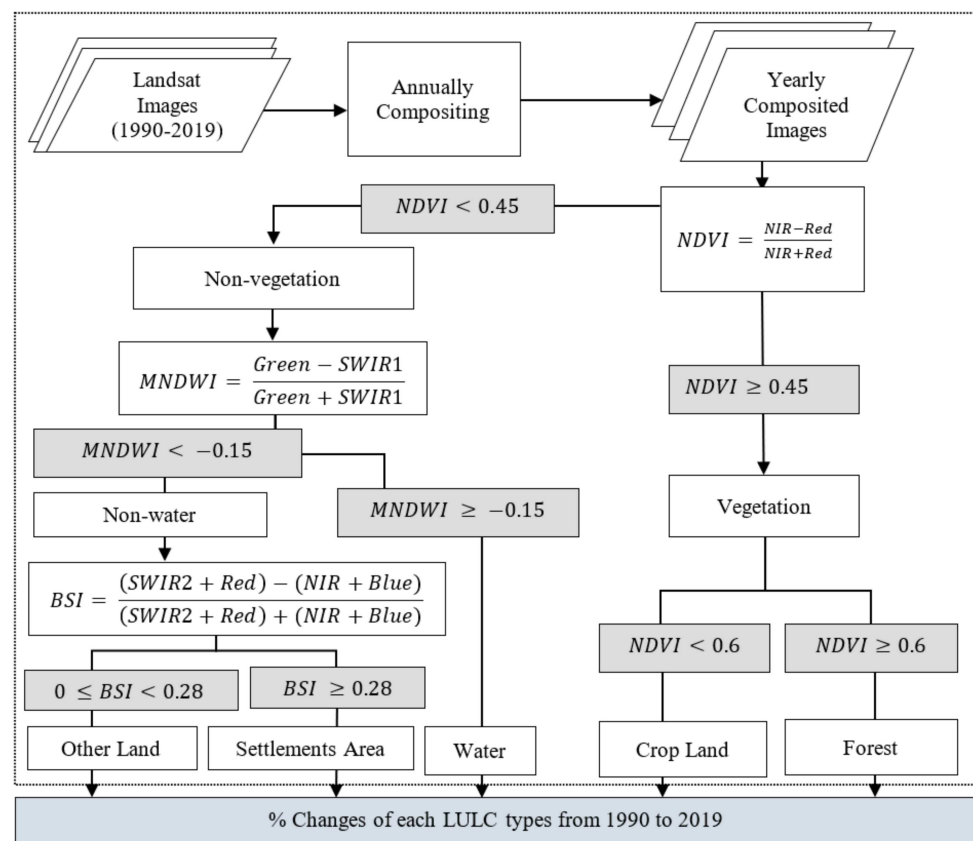 Landsat
Images
(1990-2019)
Annually
Compositing
Yearly
Composited
Images
NDVI < 0.45
NDVI = (NIR−Red)/(NIR+Red)
Non-vegetation
MNDWI = (Green − SWIR1)/(Green + SWIR1)
NDVI ≥ 0.45
MNDWI < −0.15
MNDWI ≥ −0.15
Non-water
Vegetation
BSI = ((SWIR2 + Red) − (NIR + Blue))/((SWIR2 + Red) + (NIR + Blue))
NDVI < 0.6
NDVI ≥ 0.6
0 ≤ BSI < 0.28
BSI ≥ 0.28
Other Land
Settlements Area
Water
Crop Land
Forest
% Changes of each LULC types from 1990 to 2019